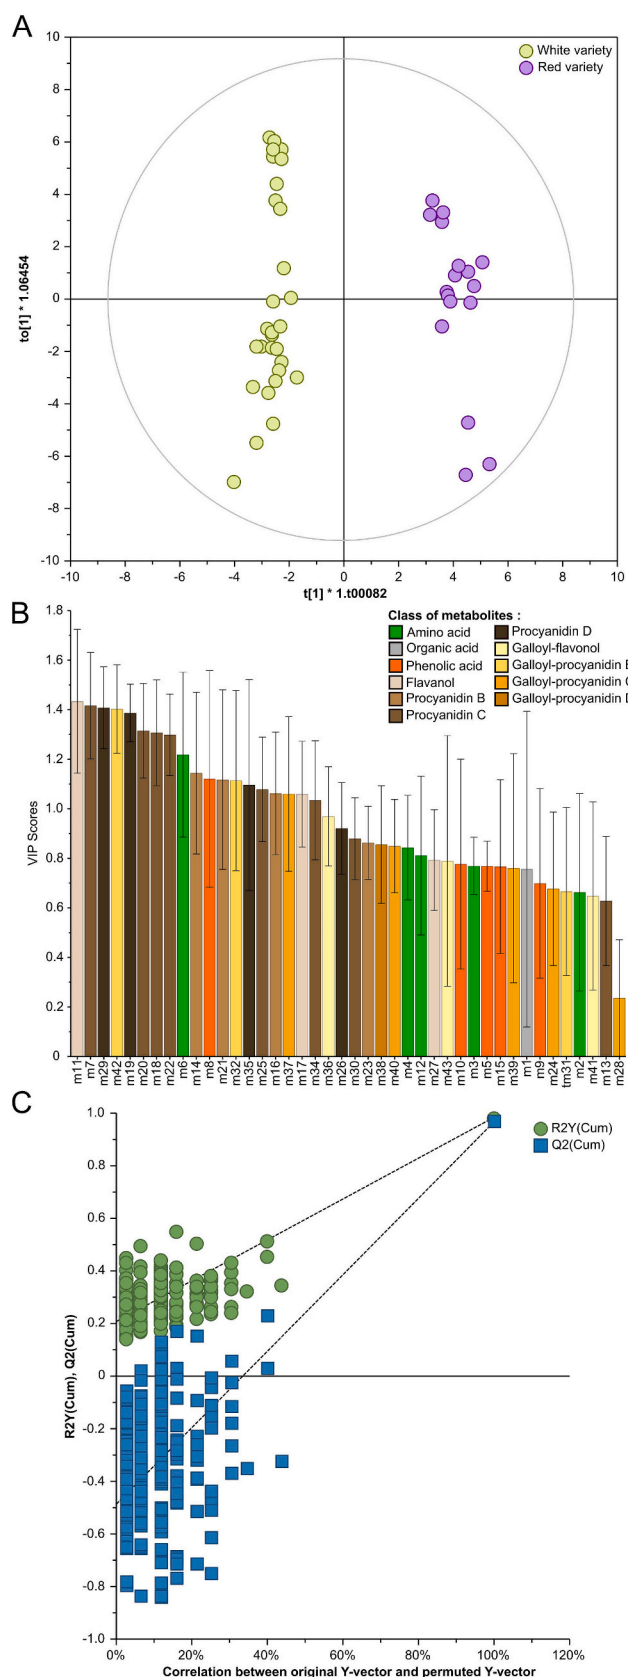 A
10
8
6
4
2
0
-2
-4
-6
-8
-10
to[1] * 1.06454
White variety
Red variety
-10 -8 -6 -4 -2 0 2 4 6 8 10
t[1] * 1.t00082
B
1.8
1.6
1.4
1.2
1.0
0.8
0.6
0.4
0.2
0
VIP Scores
Class of metabolites :
Amino acid
Organic acid
Phenolic acid
Flavanol
Procyanidin B
Procyanidin C
Procyanidin D
Galloyl-flavonol
Galloyl-procyanidin B
Galloyl-procyanidin C
Galloyl-procyanidin D
m11 m7 m29 m42 m19 m20 m18 m22 m6 m14 m8 m21 m32 m35 m25 m16 m37 m17 m34 m36 m26 m30 m23 m38 m40 m4 m12 m27 m43 m10 m3 m5 m15 m39 m1 m9 m24 tm31 m2 m41 m13 m28
C
1.0
0.8
0.6
0.4
0.2
0
-0.2
-0.4
-0.6
-0.8
-1.0
R2Y(Cum), Q2(Cum)
R2Y(Cum)
Q2(Cum)
0% 20% 40% 60% 80% 100% 120%
Correlation between original Y-vector and permuted Y-vector